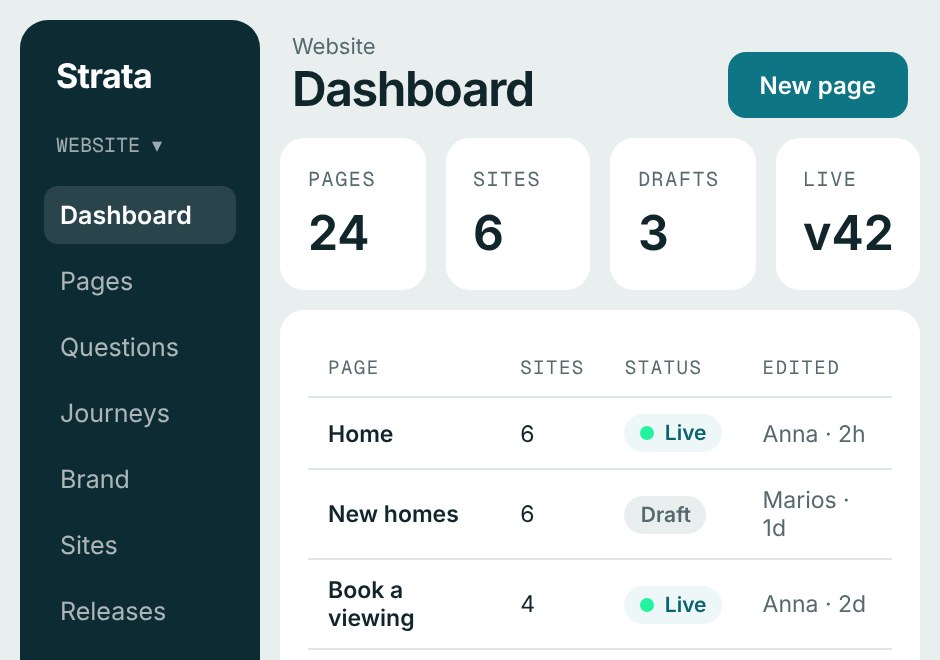 Strata
WEBSITE ▼
Dashboard
Pages
Questions
Journeys
Brand
Sites
Releases
Website
Dashboard
New page
PAGES
24
SITES
6
DRAFTS
3
LIVE
v42
PAGE SITES STATUS EDITED
Home 6 Live Anna · 2h
New homes 6 Draft Marios ·
1d
Book a
viewing 4 Live Anna · 2d